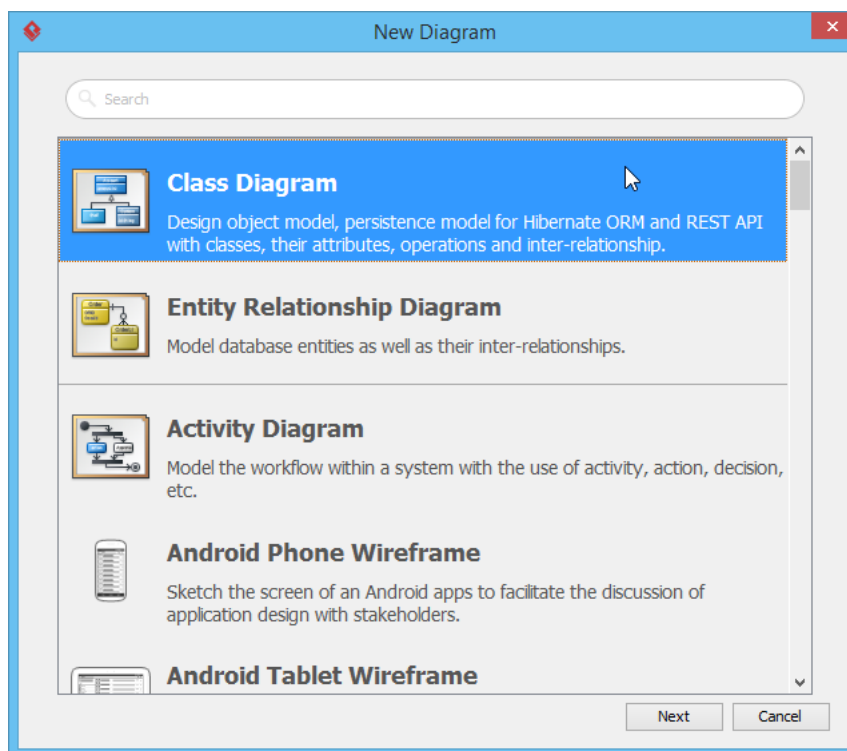 New Diagram
Search
Class Diagram
Design object model, persistence model for Hibernate ORM and REST API
with classes, their attributes, operations and inter-relationship.
Entity Relationship Diagram
Model database entities as well as their inter-relationships.
Activity Diagram
Model the workflow within a system with the use of activity, action, decision,
etc.
Android Phone Wireframe
Sketch the screen of an Android apps to facilitate the discussion of
application design with stakeholders.
Android Tablet Wireframe
Next Cancel